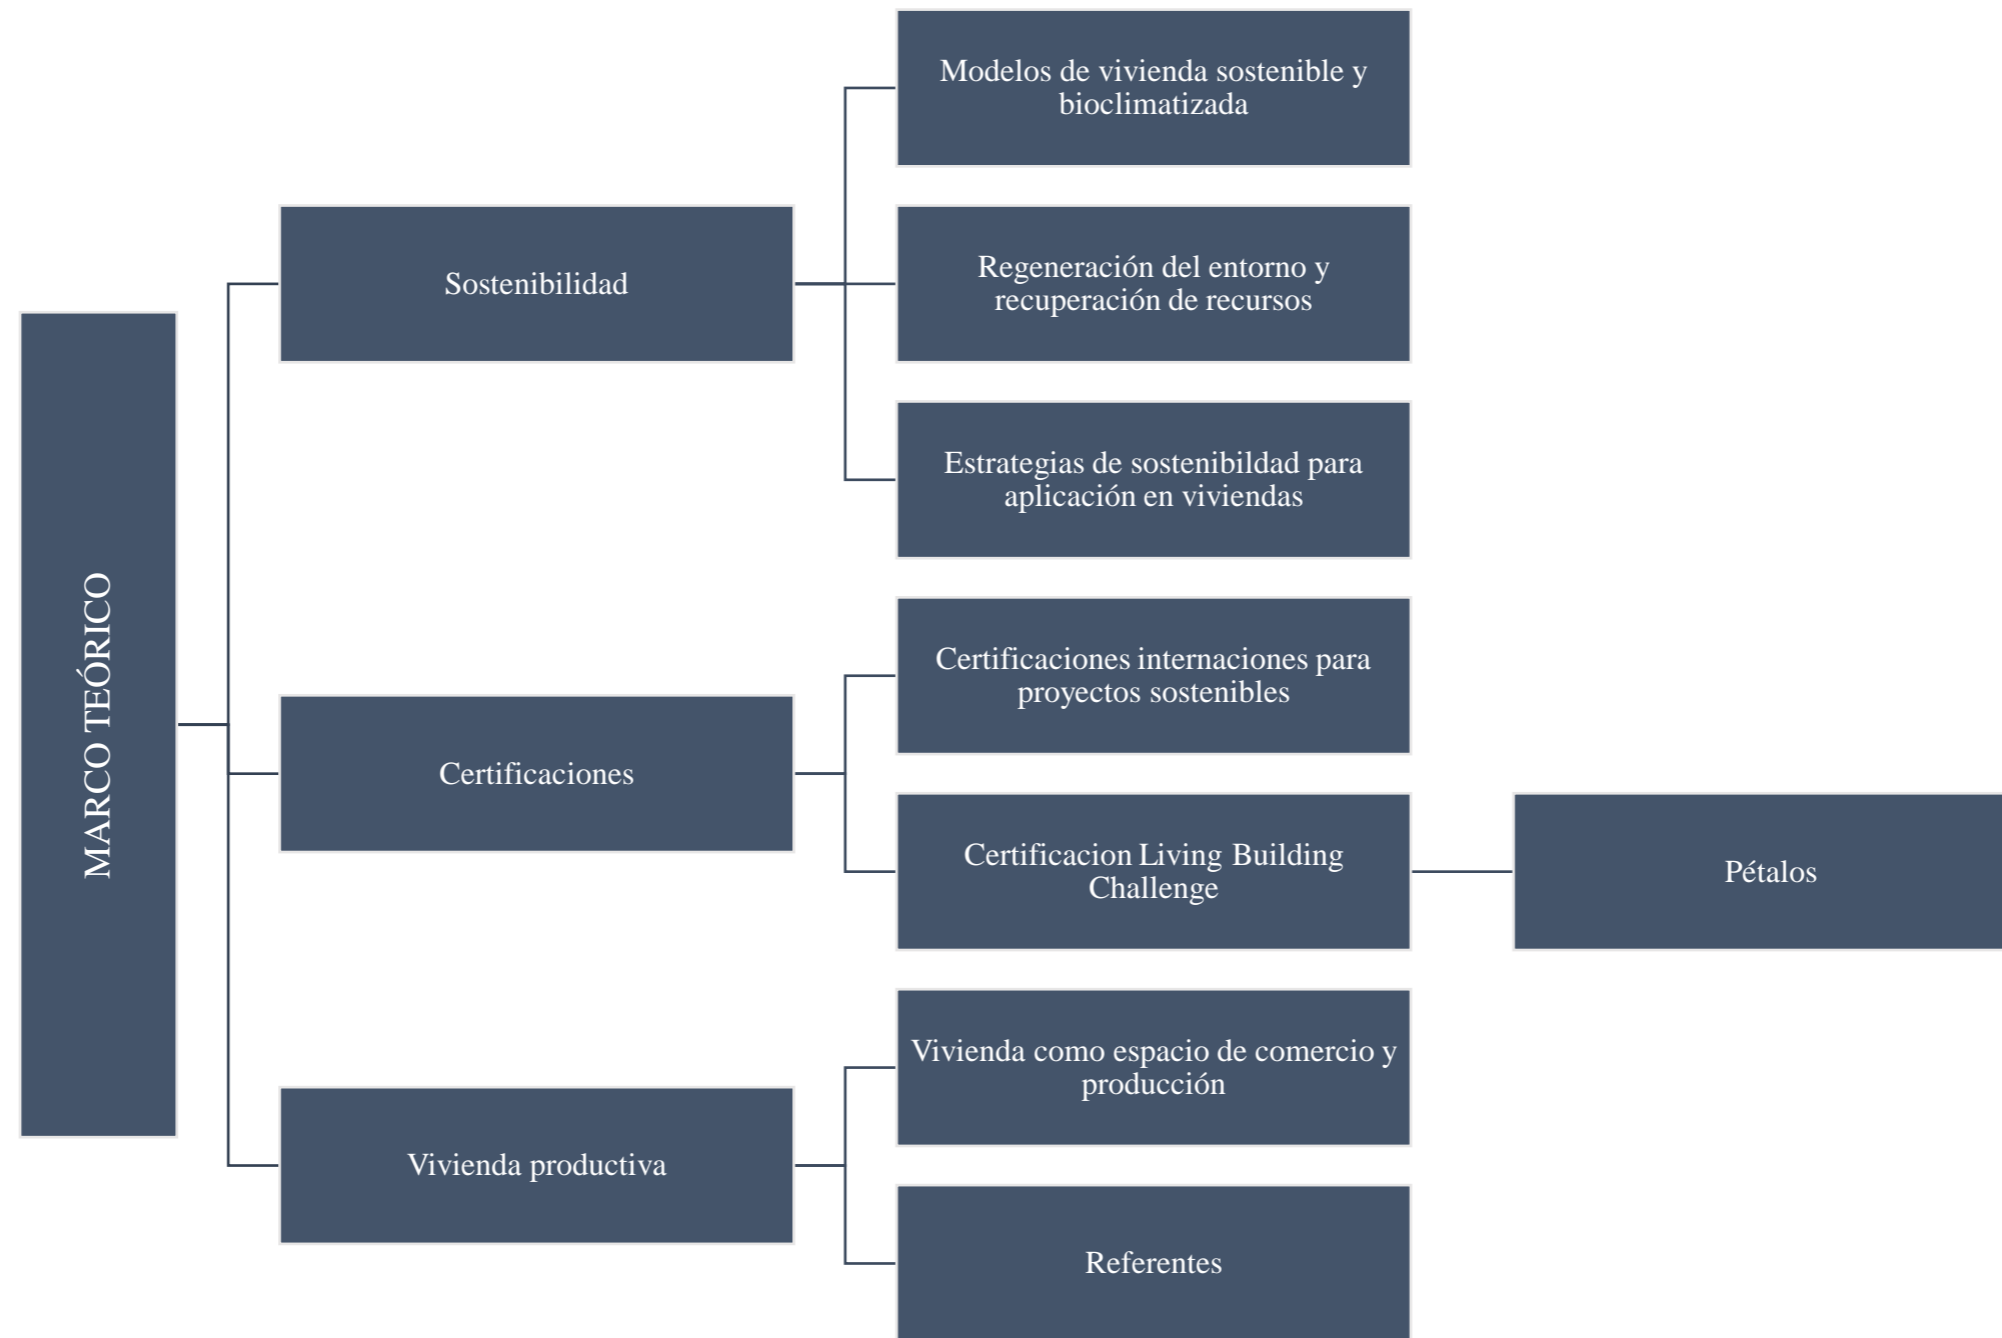 MARCO TEÓRICO
Sostenibilidad
Modelos de vivienda sostenible y
bioclimatizada
Regeneración del entorno y
recuperación de recursos
Estrategias de sostenibildad para
aplicación en viviendas
Certificaciones
Certificaciones internaciones para
proyectos sostenibles
Certificacion Living Building
Challenge
Pétalos
Vivienda productiva
Vivienda como espacio de comercio y
producción
Referentes